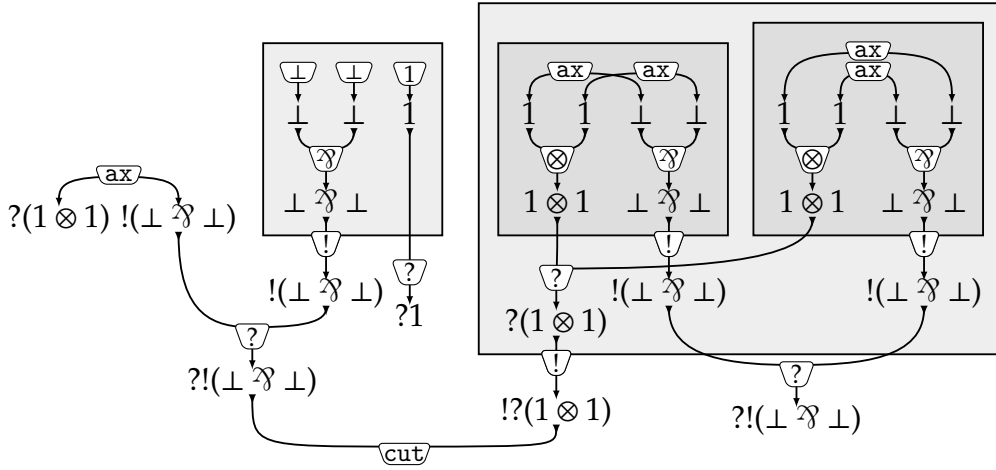 ax
ax ax
⊥ ⊥ 1 ax ax
⊥ ⊥ 1 1 1 ⊥ ⊥ 1 1 ⊥ ⊥
⅋ ⊗ ⅋ ⊗ ⅋
ax
⊥ ⅋ ⊥ 1 ⊗ 1 ⊥ ⅋ ⊥ 1 ⊗ 1 ⊥ ⅋ ⊥
?(1 ⊗ 1) !(⊥ ⅋ ⊥)
! ! !
? ?
!(⊥ ⅋ ⊥) !(⊥ ⅋ ⊥) !(⊥ ⅋ ⊥)
?1 ?(1 ⊗ 1)
?
!
? 
?!(⊥ ⅋ ⊥)
!?(1 ⊗ 1) ?!(⊥ ⅋ ⊥)
cut